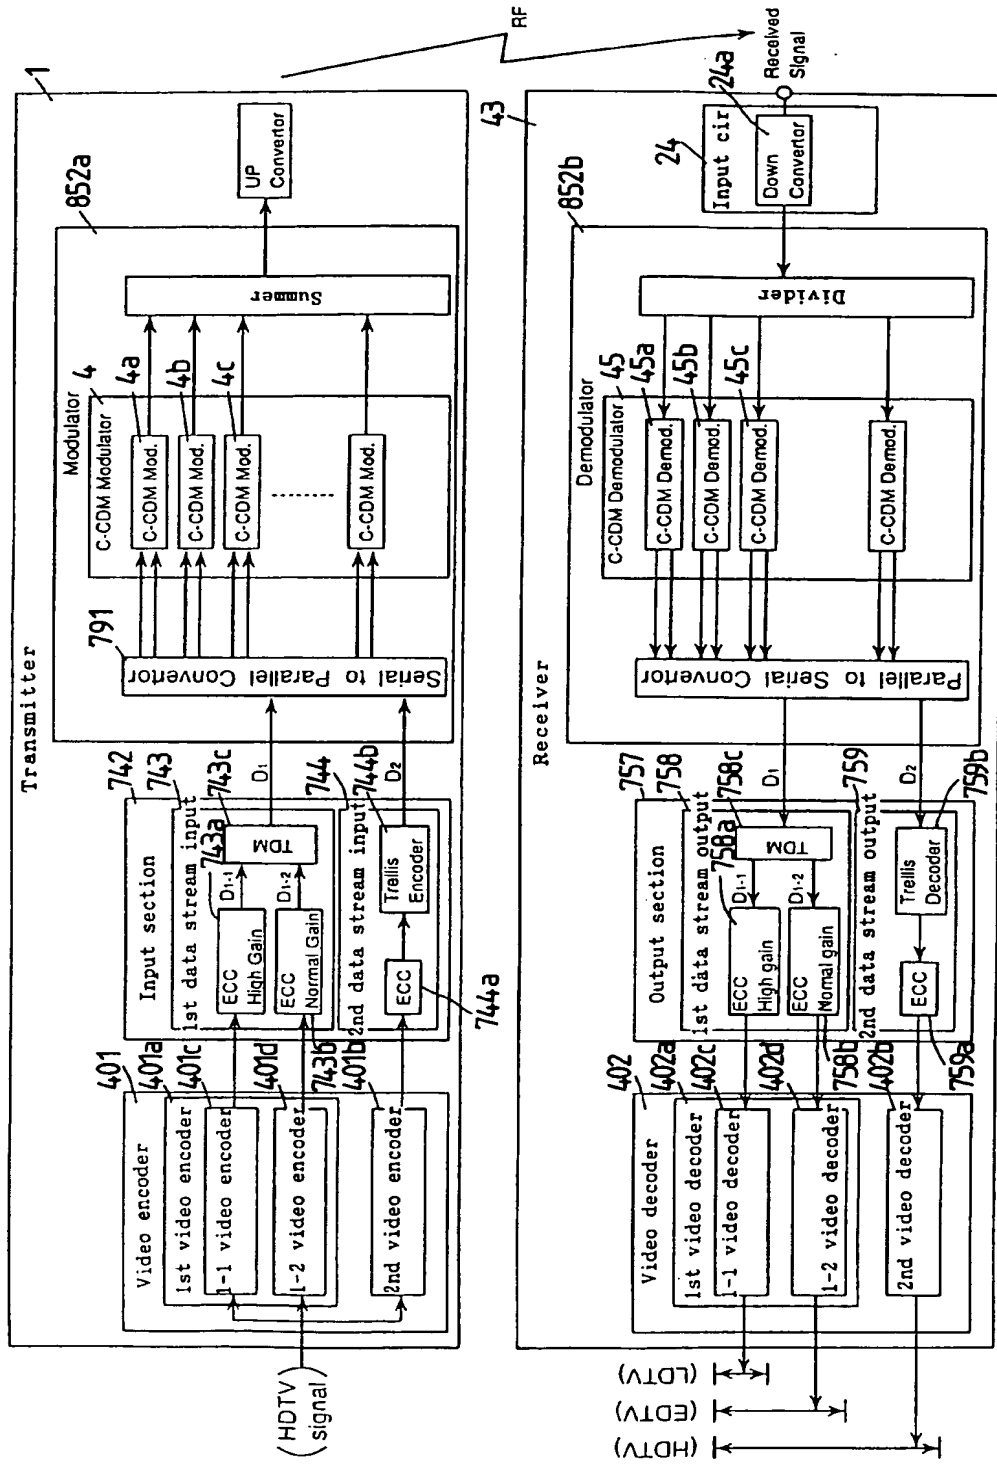 Transmitter
1
Video encoder
401
1st video encoder
401a
1-1 video encoder
401c
1-2 video encoder
401d
2nd video encoder
401b
(HDTV signal)
Input section
742
1st data stream input
743
ECC
High Gain
743a
ECC
Normal Gain
743b
D1-1
D1-2
TDM
743c
2nd data stream input
744
ECC
744a
Trellis
Encoder
744b
D1
D2
Serial to Parallel Convertor
791
Modulator
852a
C-CDM Modulator
4
C-CDM Mod.
4a
C-CDM Mod.
4b
C-CDM Mod.
4c
C-CDM Mod.
Summer
UP
Convertor
RF
Receiver
43
Received
Signal
Input cir
24
Down
Convertor
24a
Demodulator
852b
Divider
C-CDM Demodulator
45
C-CDM Demod.
45a
C-CDM Demod.
45b
C-CDM Demod.
45c
C-CDM Demod.
Parallel to Serial Convertor
D1
D2
Output section
757
1st data stream output
758
TDM
758c
D1-1
D1-2
ECC
High gain
758a
ECC
Normal gain
758b
2nd data stream output
759
Trellis
Decoder
759b
ECC
759a
Video decoder
402
1st video decoder
402a
1-1 video decoder
402c
1-2 video decoder
402d
2nd video decoder
402b
(LDTV)
(EDTV)
(HDTV)